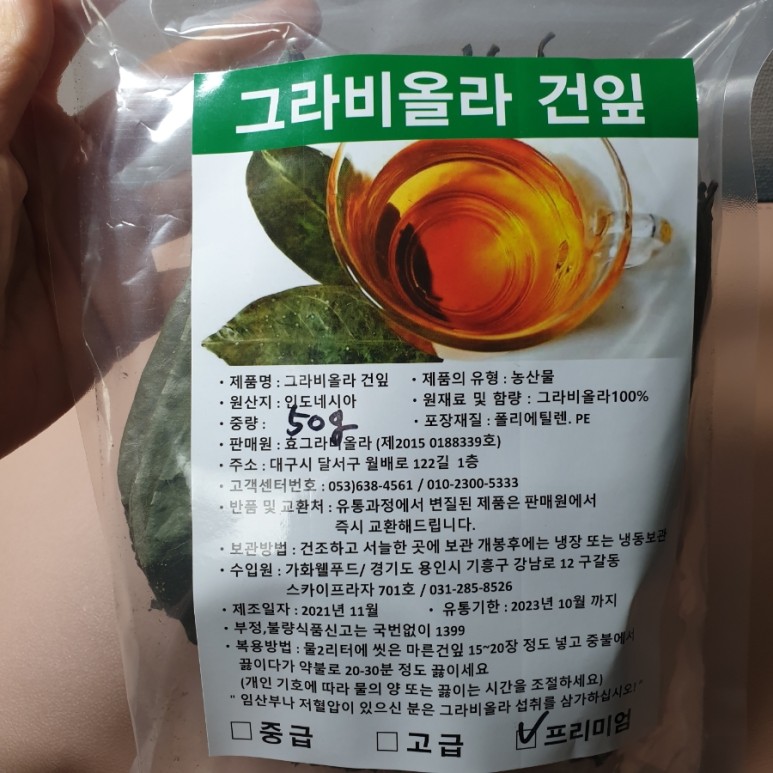 그라비올라 건잎
· 제품명 : 그라비올라 건잎 · 제품의 유형 : 농산물
· 원산지 : 인도네시아 · 원재료 및 함량 : 그라비올라100%
· 중량 : 50g · 포장재질 : 폴리에틸렌. PE
· 판매원 : 효그라비올라 (제2015 0188339호)
· 주소 : 대구시 달서구 월배로 122길 1층
· 고객센터번호 : 053)638-4561 / 010-2300-5333
· 반품 및 교환처 : 유통과정에서 변질된 제품은 판매원에서
즉시 교환해드립니다.
· 보관방법 : 건조하고 서늘한 곳에 보관 개봉후에는 냉장 또는 냉동보관
· 수입원 : 가화웰푸드/ 경기도 용인시 기흥구 강남로 12 구갈동
스카이프라자 701호 / 031-285-8526
· 제조일자 : 2021년 11월 · 유통기한 : 2023년 10월 까지
· 부정,불량식품신고는 국번없이 1399
· 복용방법 : 물2리터에 씻은 마른건잎 15~20장 정도 넣고 중불에서
끓이다가 약불로 20-30분 정도 끓이세요
(개인 기호에 따라 물의 양 또는 끓이는 시간을 조절하세요)
" 임산부나 저혈압이 있으신 분은 그라비올라 섭취를 삼가하십시오! "
□ 중급 □ 고급 ☑ 프리미엄